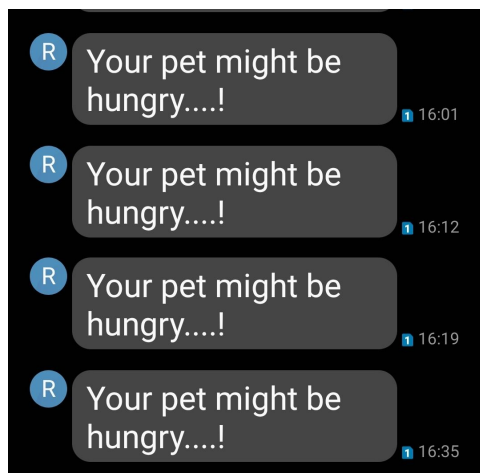 R
Your pet might be
hungry....!
1 16:01
R
Your pet might be
hungry....!
1 16:12
R
Your pet might be
hungry....!
1 16:19
R
Your pet might be
hungry....!
1 16:35